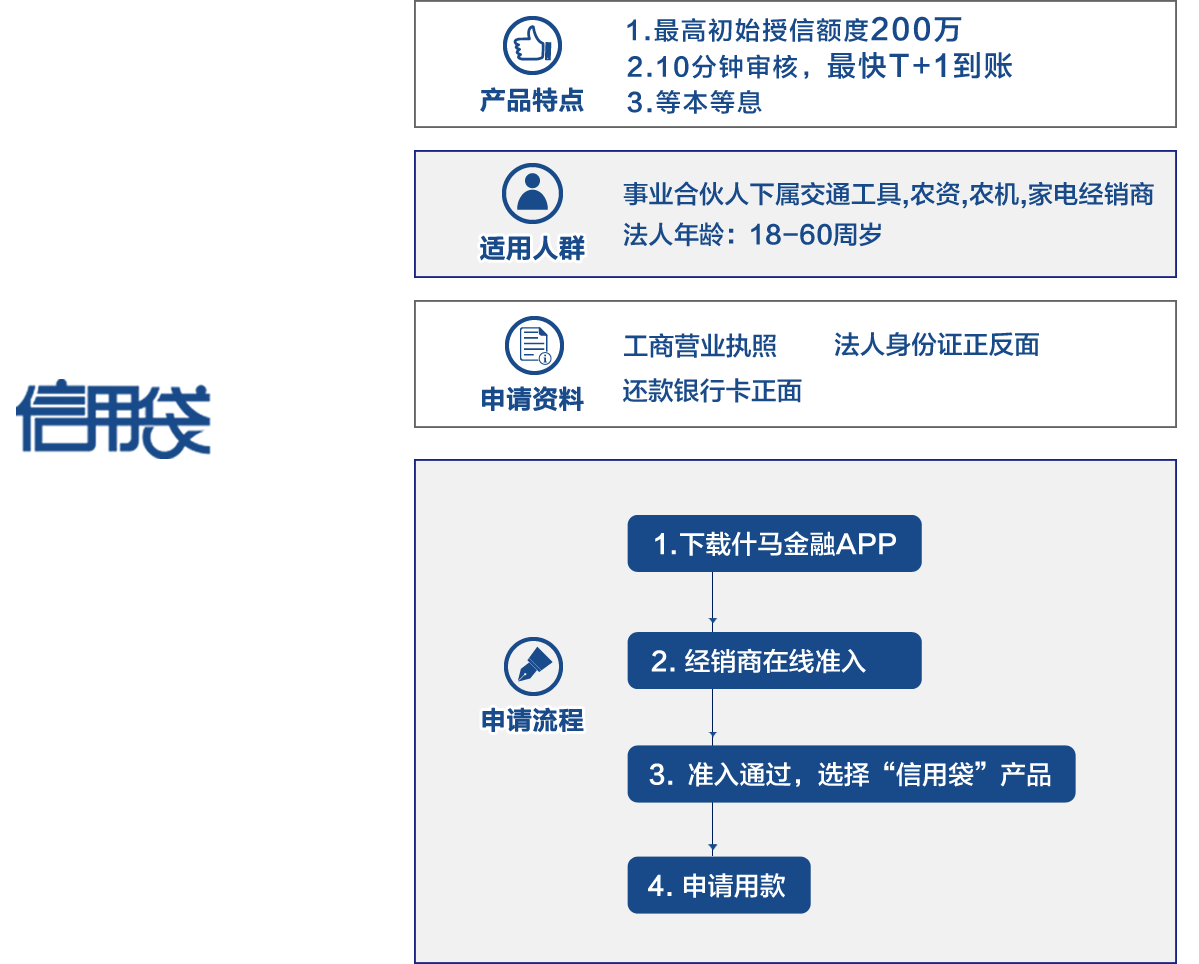 信用袋
产品特点
1.最高初始授信额度200万
2.10分钟审核，最快T+1到账
3.等本等息
适用人群
事业合伙人下属交通工具,农资,农机,家电经销商
法人年龄：18-60周岁
申请资料
工商营业执照 法人身份证正反面
还款银行卡正面
申请流程
1.下载什马金融APP
2. 经销商在线准入
3. 准入通过，选择“信用袋”产品
4. 申请用款